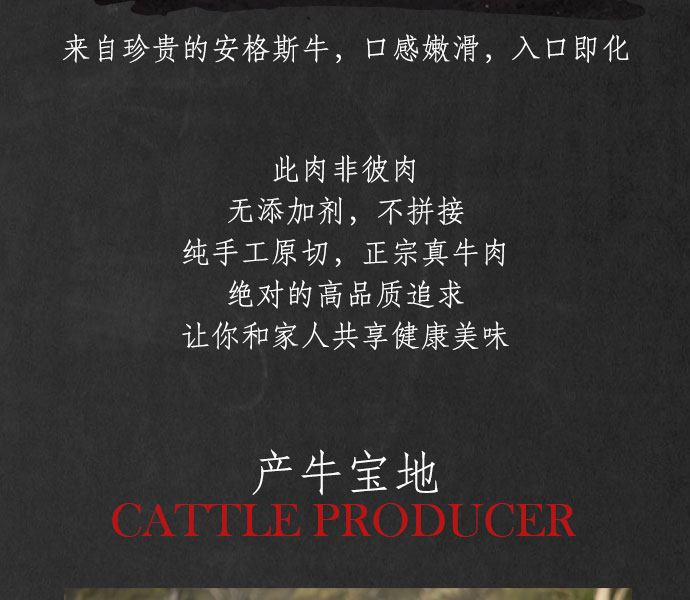 来自珍贵的安格斯牛，口感嫩滑，入口即化
此肉非彼肉
无添加剂，不拼接
纯手工原切，正宗真牛肉
绝对的高品质追求
让你和家人共享健康美味
产牛宝地
CATTLE PRODUCER